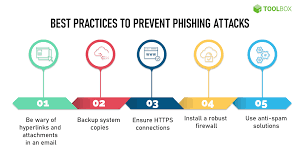 TOOLBOX
BEST PRACTICES TO PREVENT PHISHING ATTACKS
WWW
01
02
03
04
05
Be wary of
hyperlinks and
attachments
in an email
Backup system
copies
Ensure HTTPS
connections
Install a robust
firewall
Use anti-spam
solutions